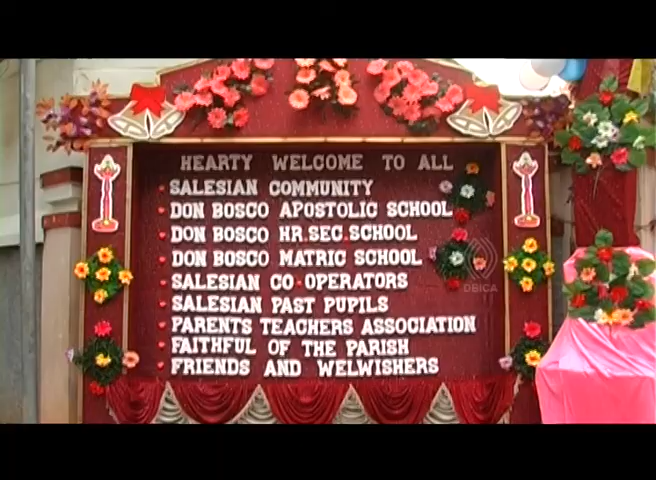 HEARTY WELCOME TO ALL
SALESIAN COMMUNITY
DON BOSCO APOSTOLIC SCHOOL
DON BOSCO HR.SEC.SCHOOL
DON BOSCO MATRIC SCHOOL
SALESIAN CO-OPERATORS
SALESIAN PAST PUPILS
PARENTS TEACHERS ASSOCIATION
FAITHFUL OF THE PARISH
FRIENDS AND WELWISHERS
DBICA